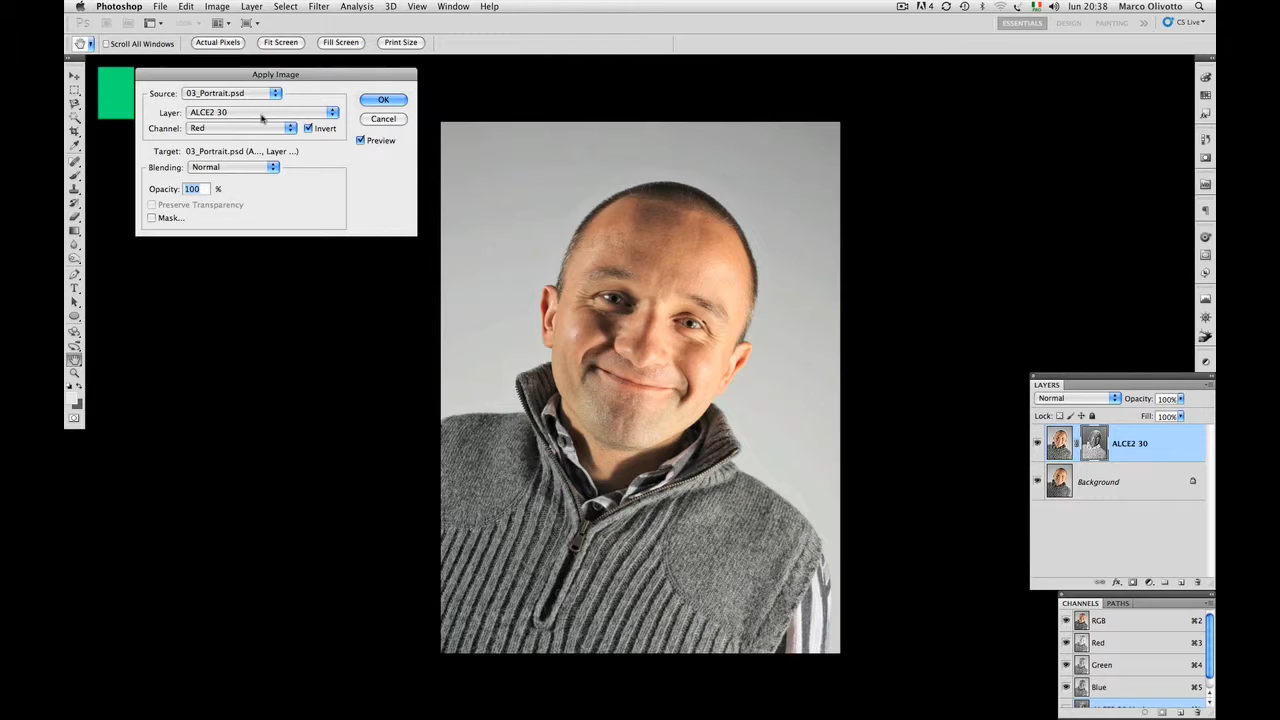 Photoshop File Edit Image Layer Select Filter Analysis 3D View Window Help
4 lun 20:38 Marco Olivotto
Ps ESSENTIALS DESIGN PAINTING CS Live
Scroll All Windows Actual Pixels Fit Screen Fill Screen Print Size
Apply Image
Source: 03_Portrait.psd
OK
Layer: ALCE2 30
Cancel
Channel: Red Invert
Preview
Target: 03_Portrait.psd (A..., Layer ...)
Blending: Normal
Opacity: 100 %
Preserve Transparency
Mask...
LAYERS
Normal Opacity: 100%
Lock: Fill: 100%
ALCE2 30
Background
CHANNELS PATHS
RGB ⌘2
Red ⌘3
Green ⌘4
Blue ⌘5